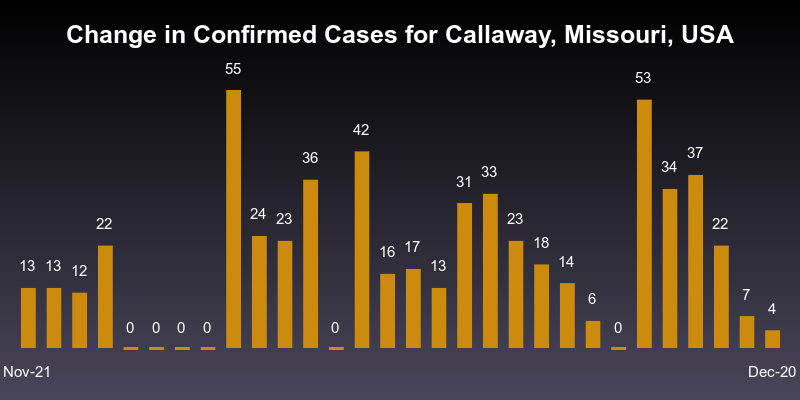 Change in Confirmed Cases for Callaway, Missouri, USA
13 13 12 22 0 0 0 0 55 24 23 36 0 42 16 17 13 31 33 23 18 14 6 0 53 34 37 22 7 4
Nov-21 Dec-20